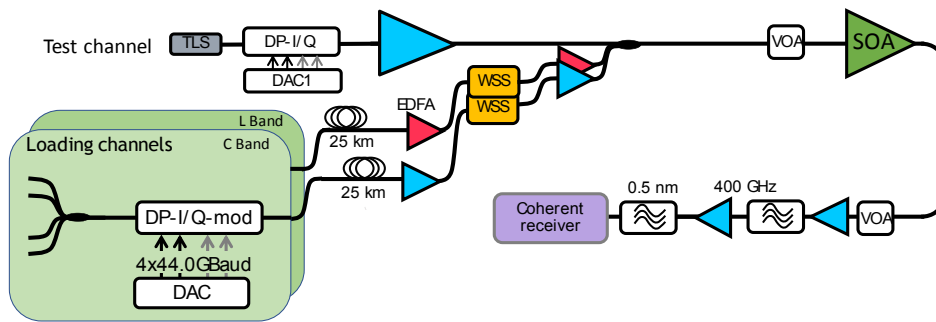 Test channel
TLS
DP-I/Q
DAC1
VOA
SOA
WSS
WSS
EDFA
25 km
25 km
L Band
C Band
Loading channels
DP-I/Q-mod
4x44.0GBaud
DAC
0.5 nm
400 GHz
Coherent
receiver
VOA